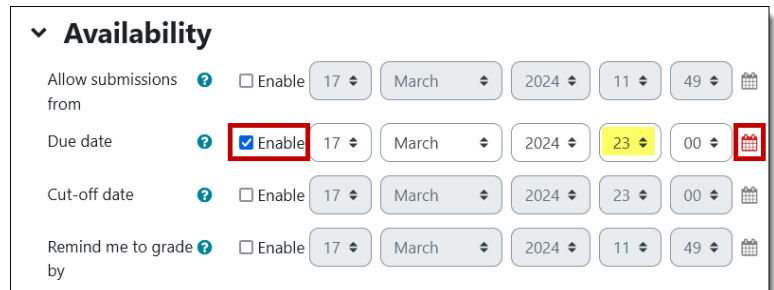 Availability
Allow submissions from ? Enable 17 March 2024 11 49
Due date ? Enable 17 March 2024 23 00
Cut-off date ? Enable 17 March 2024 23 00
Remind me to grade by ? Enable 17 March 2024 11 49